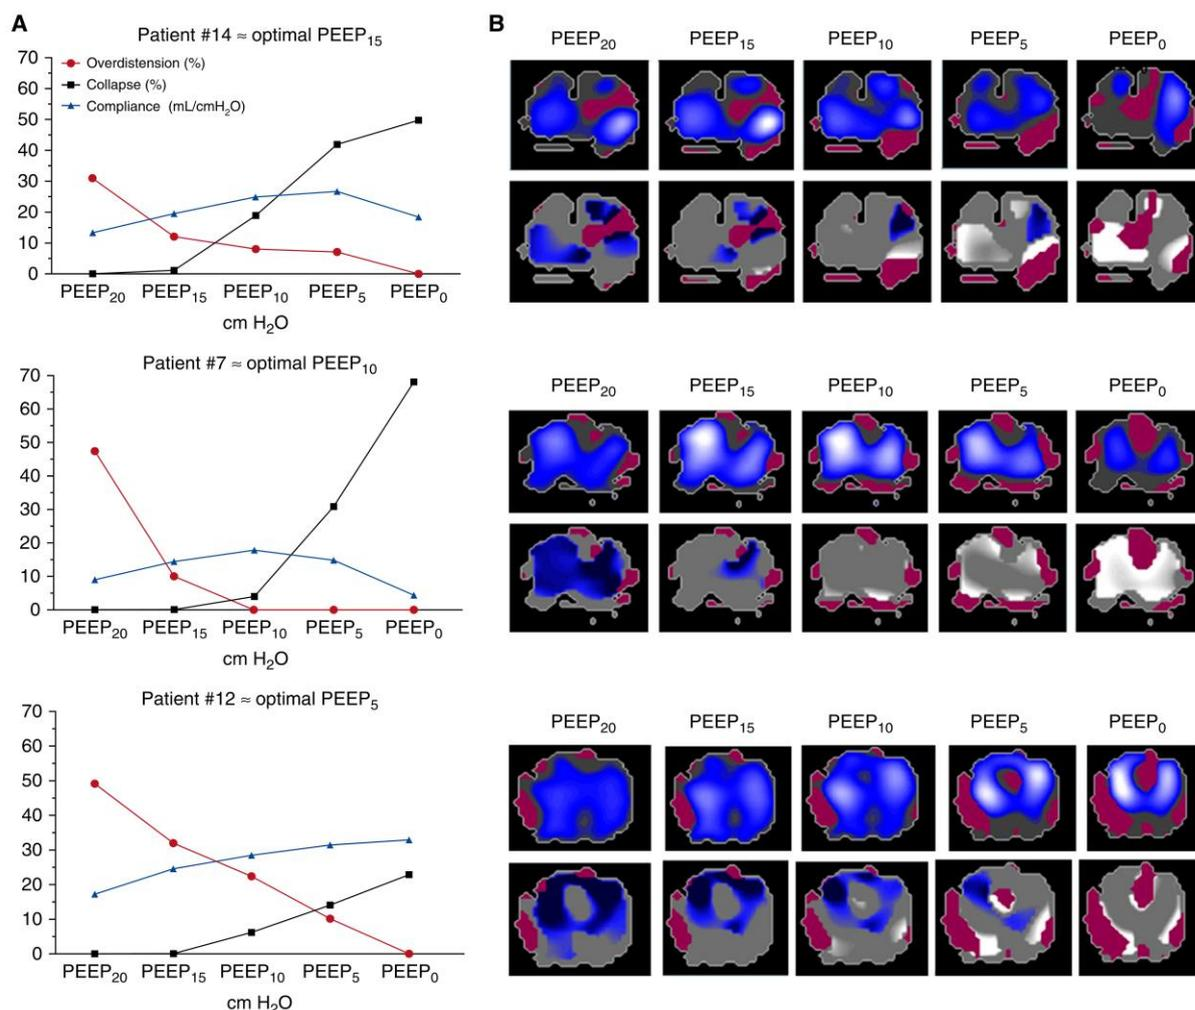 A
Patient #14 ≈ optimal PEEP₁₅
70
60
50
40
30
20
10
0
Overdistension (%)
Collapse (%)
Compliance (mL/cmH₂O)
PEEP₂₀ PEEP₁₅ PEEP₁₀ PEEP₅ PEEP₀
cm H₂O
Patient #7 ≈ optimal PEEP₁₀
70
60
50
40
30
20
10
0
PEEP₂₀ PEEP₁₅ PEEP₁₀ PEEP₅ PEEP₀
cm H₂O
Patient #12 ≈ optimal PEEP₅
70
60
50
40
30
20
10
0
PEEP₂₀ PEEP₁₅ PEEP₁₀ PEEP₅ PEEP₀
cm H₂O
B
PEEP₂₀ PEEP₁₅ PEEP₁₀ PEEP₅ PEEP₀
PEEP₂₀ PEEP₁₅ PEEP₁₀ PEEP₅ PEEP₀
PEEP₂₀ PEEP₁₅ PEEP₁₀ PEEP₅ PEEP₀